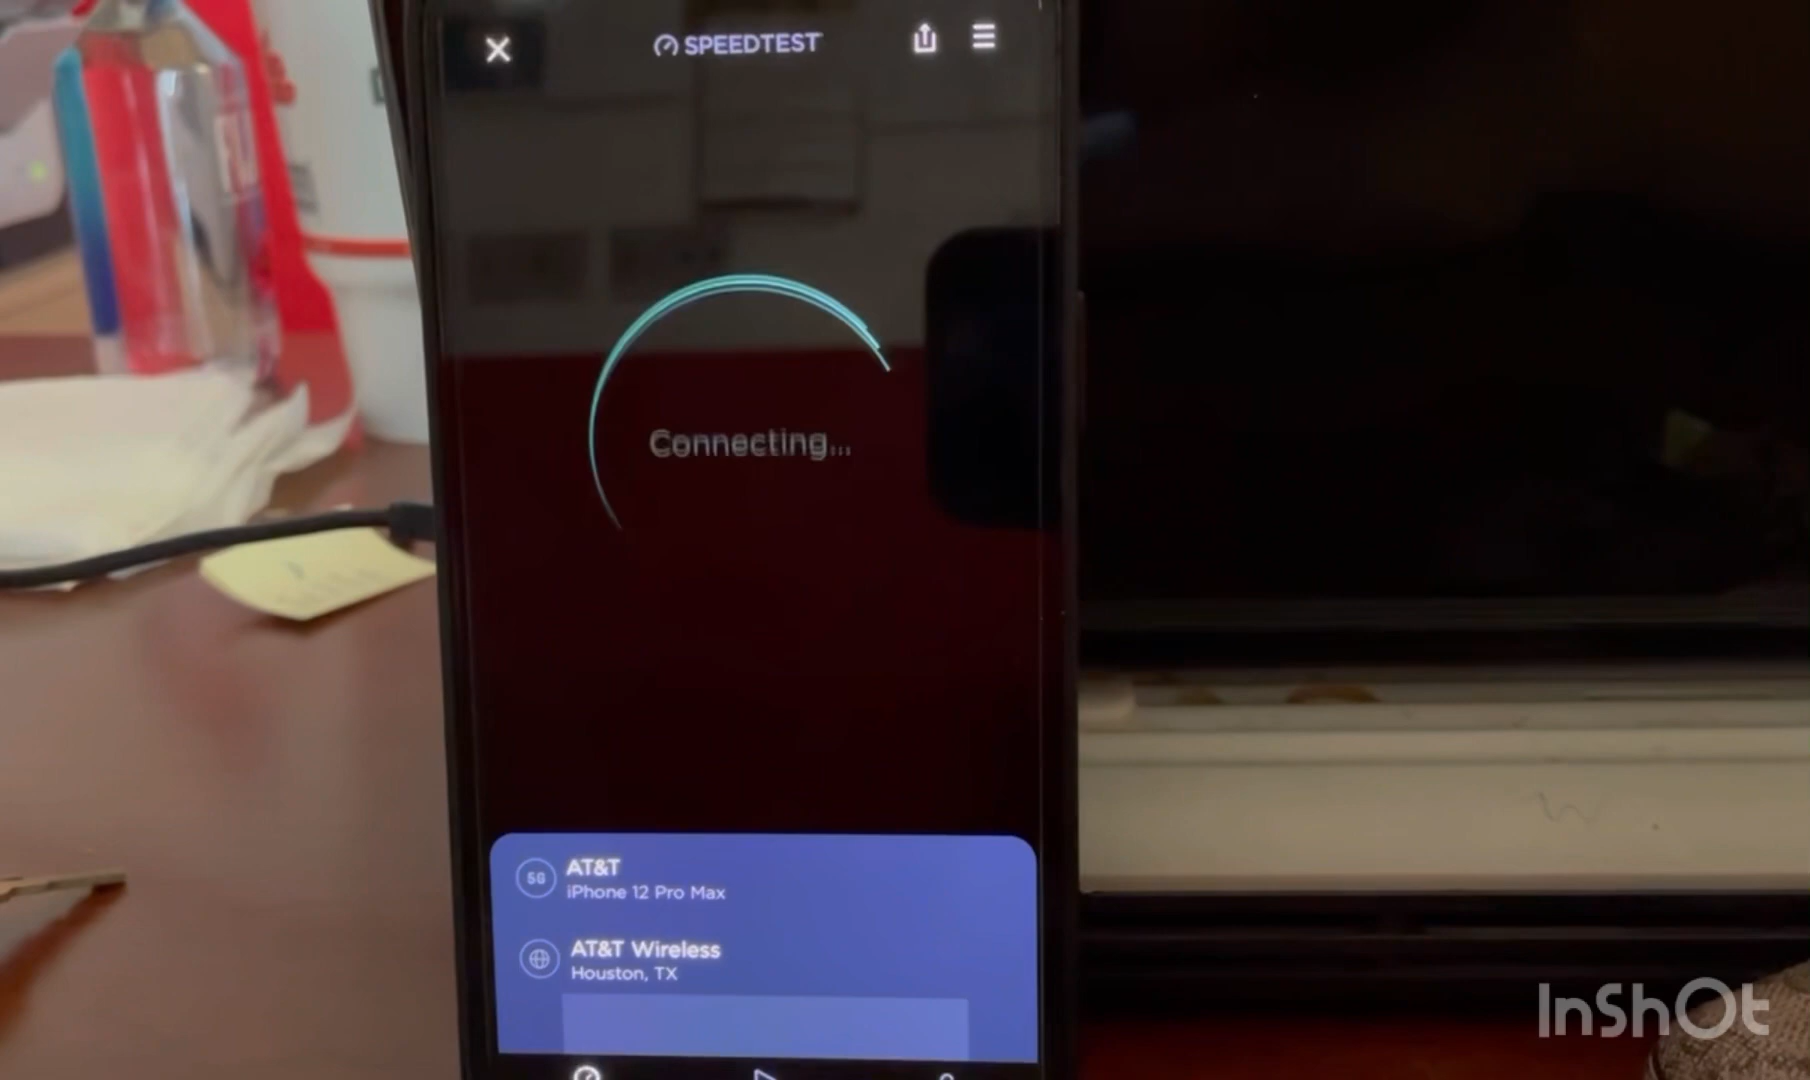 SPEEDTEST
Connecting...
5G
AT&T
iPhone 12 Pro Max
AT&T Wireless
Houston, TX
InShOt